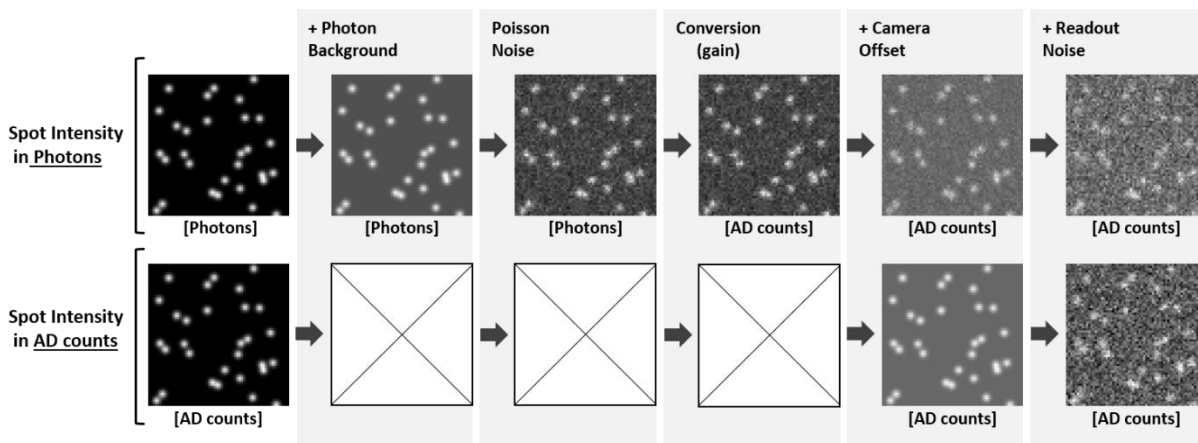 + Photon
Background
Poisson
Noise
Conversion
(gain)
+ Camera
Offset
+ Readout
Noise
Spot Intensity
in Photons
[Photons]
[Photons]
[Photons]
[AD counts]
[AD counts]
[AD counts]
Spot Intensity
in AD counts
[AD counts]
[AD counts]
[AD counts]